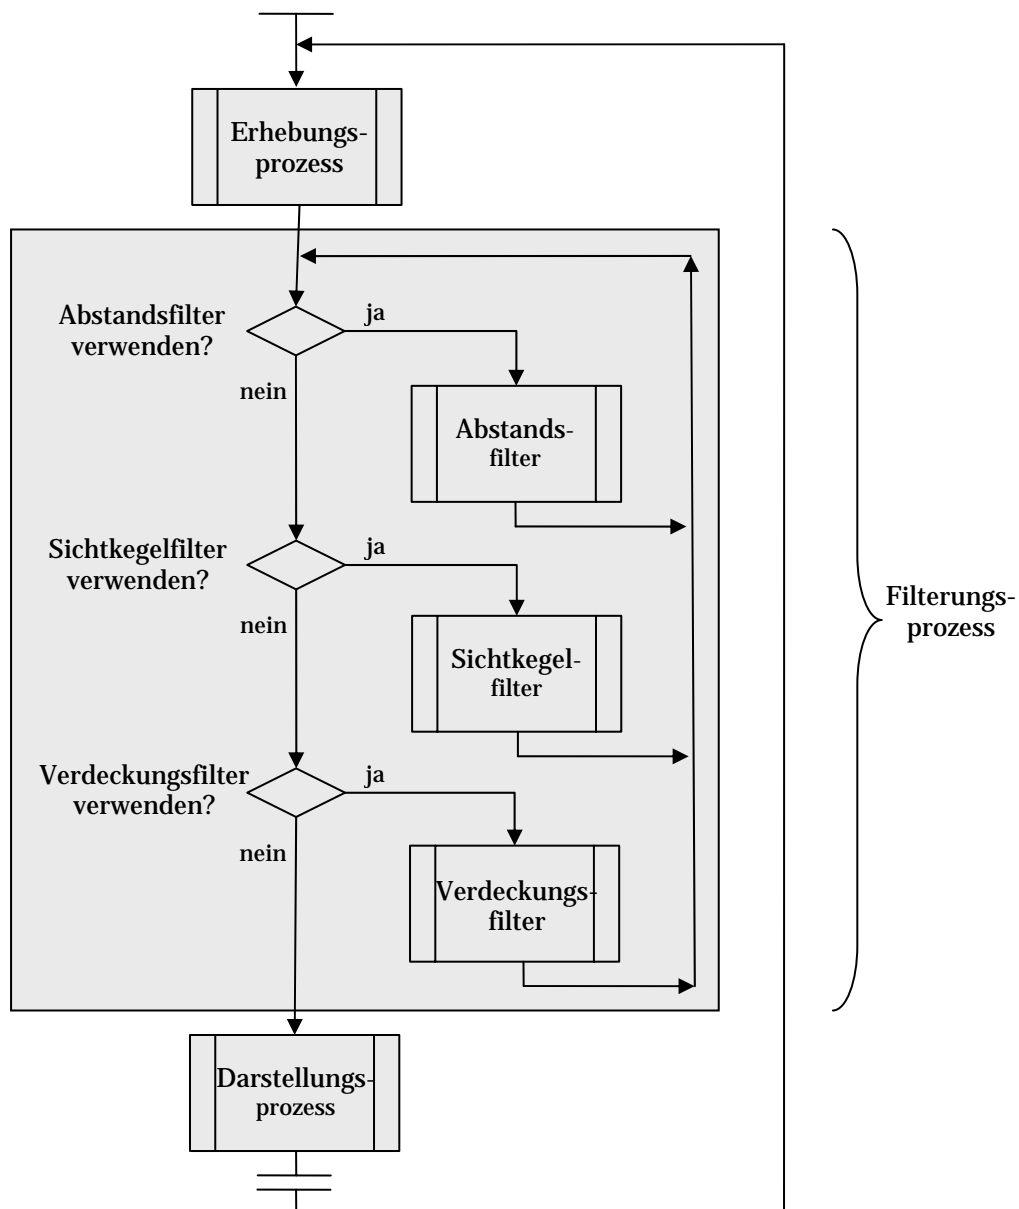 Erhebungs-
prozess
Abstandsfilter
verwenden?
ja
nein
Abstands-
filter
Sichtkegelfilter
verwenden?
ja
nein
Sichtkegel-
filter
Filterungs-
prozess
Verdeckungsfilter
verwenden?
ja
nein
Verdeckungs-
filter
Darstellungs-
prozess